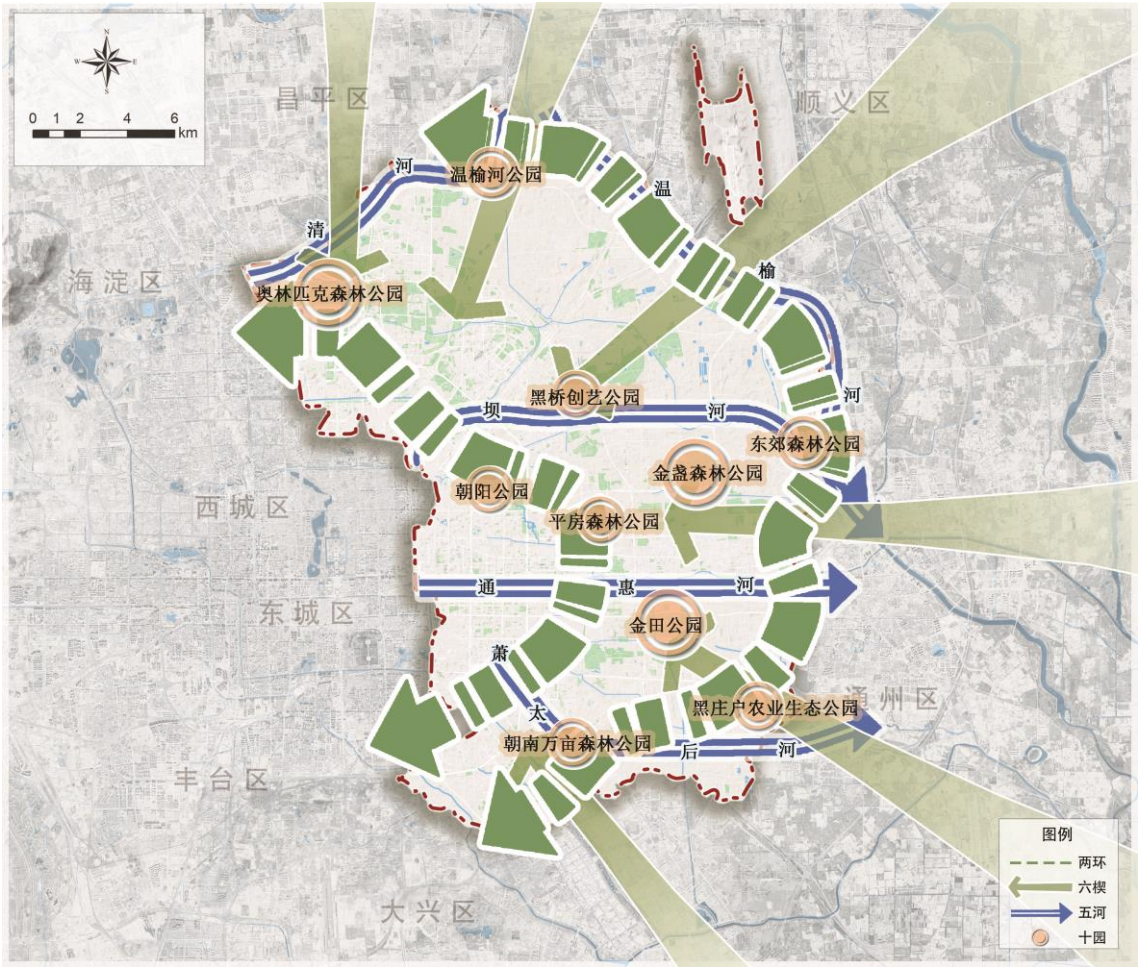 N
W E
S
0 1 2 4 6
km
昌平区
顺义区
温榆河公园
河
温
清
海淀区
榆
奥林匹克森林公园
黑桥创艺公园
河
坝
河
东郊森林公园
金盏森林公园
朝阳公园
西城区
平房森林公园
通
惠
河
东城区
金田公园
萧
通州区
黑庄户农业生态公园
太
朝南万亩森林公园
后
河
丰台区
大兴区
图例
两环
六楔
五河
十园